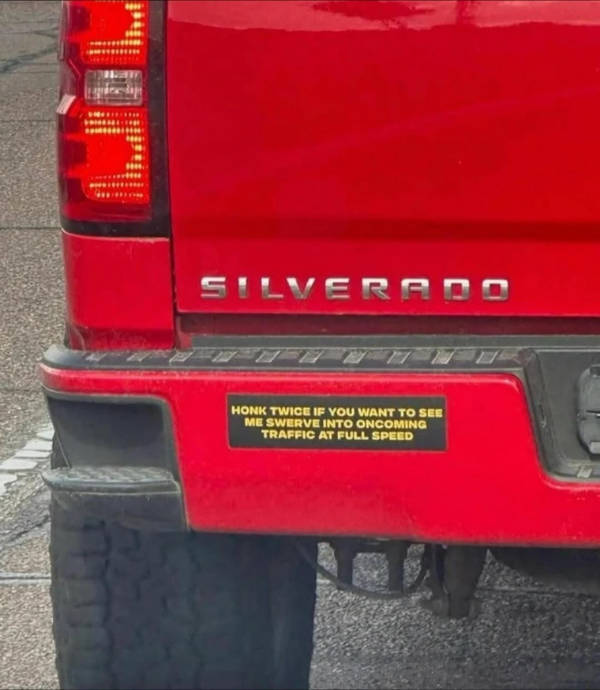 SILVERADO
HONK TWICE IF YOU WANT TO SEE
ME SWERVE INTO ONCOMING
TRAFFIC AT FULL SPEED